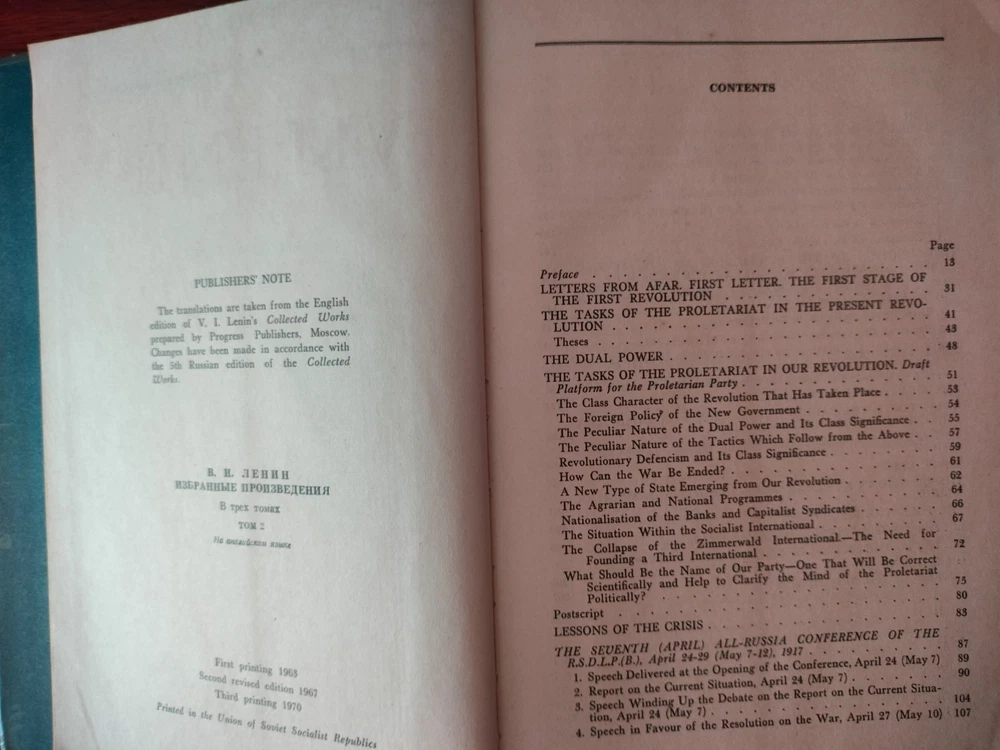 PUBLISHERS' NOTE
The translations are taken from the English
edition of V. I. Lenin's Collected Works
prepared by Progress Publishers, Moscow.
Changes have been made in accordance with
the 5th Russian edition of the Collected
Works.
В. И. ЛЕНИН
ИЗБРАННЫЕ ПРОИЗВЕДЕНИЯ
В трех томах
ТОМ 2
На английском языке
First printing 1963
Second revised edition 1967
Third printing 1970
Printed in the Union of Soviet Socialist Republics
CONTENTS
Page
Preface . . . . . . . . . . . . . . . . . . 13
LETTERS FROM AFAR. FIRST LETTER. THE FIRST STAGE OF
THE FIRST REVOLUTION . . . . . . . . . . . . 31
THE TASKS OF THE PROLETARIAT IN THE PRESENT REVO-
LUTION . . . . . . . . . . . . . . . . . . 41
Theses . . . . . . . . . . . . . . . . . . 43
THE DUAL POWER . . . . . . . . . . . . . . . 48
THE TASKS OF THE PROLETARIAT IN OUR REVOLUTION. Draft
Platform for the Proletarian Party . . . . . . . . . . 51
The Class Character of the Revolution That Has Taken Place . . . 53
The Foreign Policy of the New Government . . . . . . . . 54
The Peculiar Nature of the Dual Power and Its Class Significance . . 55
The Peculiar Nature of the Tactics Which Follow from the Above . . 57
Revolutionary Defencism and Its Class Significance . . . . . . 59
How Can the War Be Ended? . . . . . . . . . . . . 61
A New Type of State Emerging from Our Revolution . . . . . 62
The Agrarian and National Programmes . . . . . . . . . 64
Nationalisation of the Banks and Capitalist Syndicates . . . . . 66
The Situation Within the Socialist International . . . . . . . 67
The Collapse of the Zimmerwald International.—The Need for
Founding a Third International . . . . . . . . . . . 72
What Should Be the Name of Our Party—One That Will Be Correct
Scientifically and Help to Clarify the Mind of the Proletariat
Politically? . . . . . . . . . . . . . . . . . 75
Postscript . . . . . . . . . . . . . . . . . . 80
LESSONS OF THE CRISIS . . . . . . . . . . . . . 83
THE SEVENTH (APRIL) ALL-RUSSIA CONFERENCE OF THE
R.S.D.L.P.(B.), April 24-29 (May 7-12), 1917 . . . . . . . . 87
1. Speech Delivered at the Opening of the Conference, April 24 (May 7) 89
2. Report on the Current Situation, April 24 (May 7) . . . . . . 90
3. Speech Winding Up the Debate on the Report on the Current Situa-
tion, April 24 (May 7) . . . . . . . . . . . . . . 104
4. Speech in Favour of the Resolution on the War, April 27 (May 10) · 107